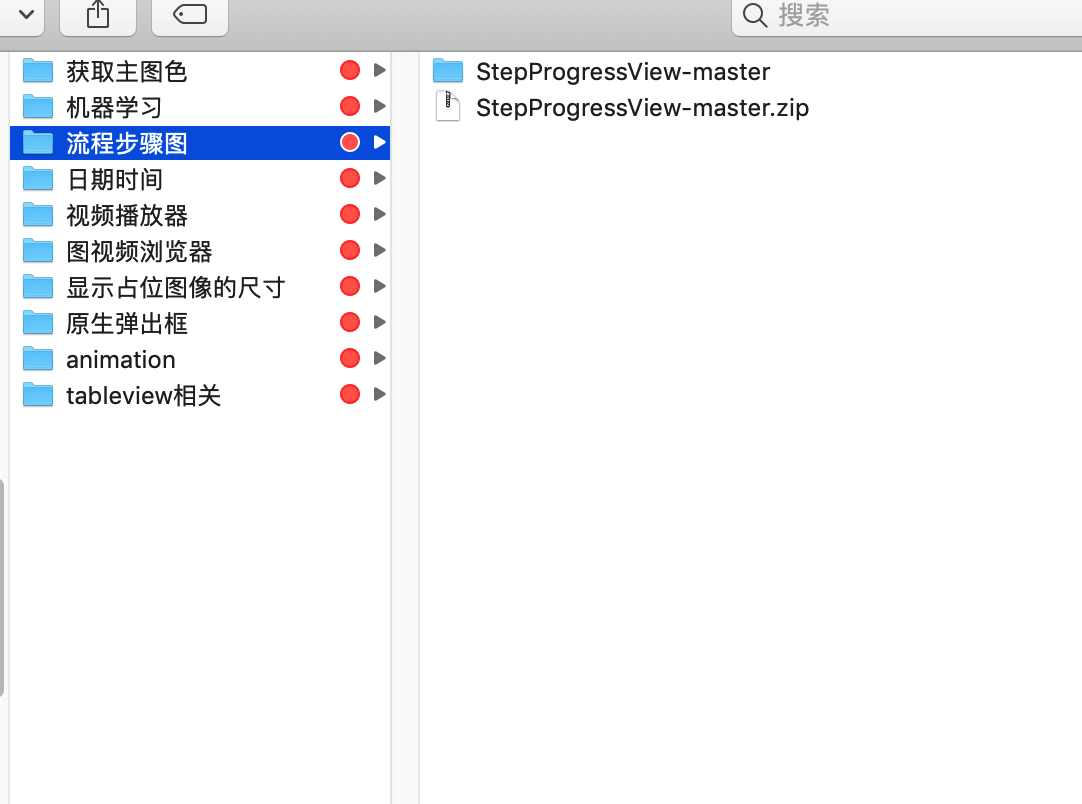 搜索
获取主图色
机器学习
流程步骤图
日期时间
视频播放器
图视频浏览器
显示占位图像的尺寸
原生弹出框
animation
tableview相关
StepProgressView-master
StepProgressView-master.zip